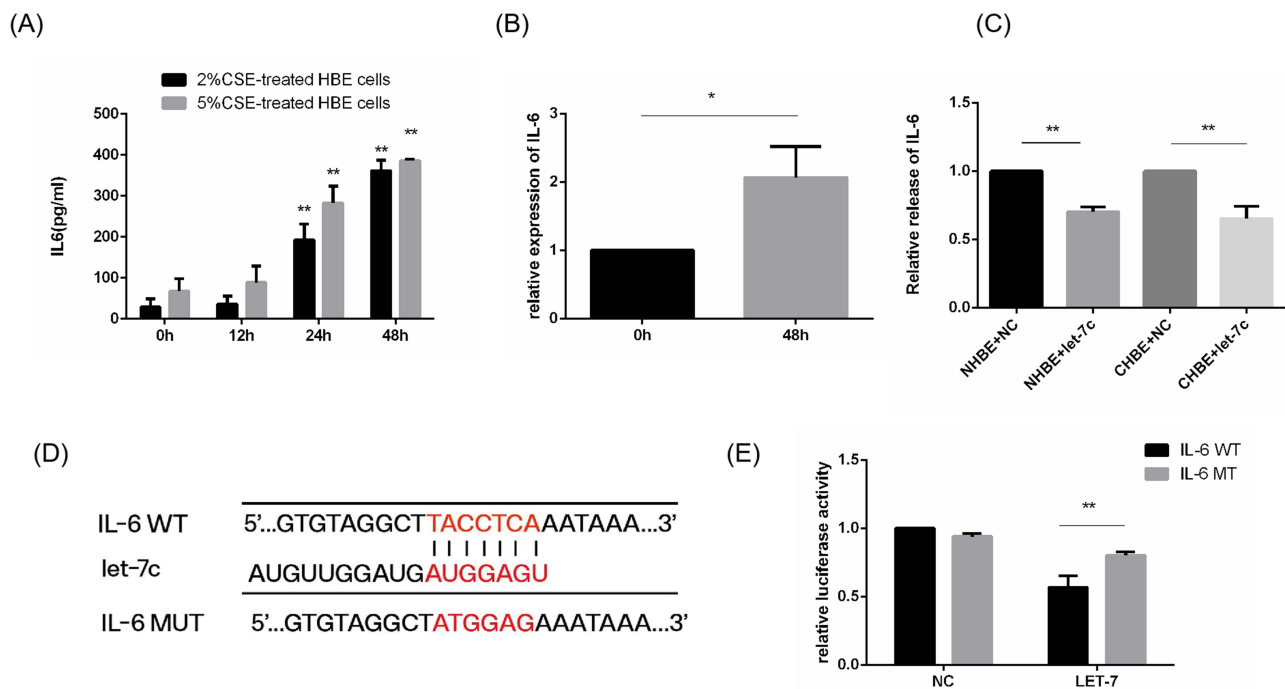 (A)
2%CSE-treated HBE cells
5%CSE-treated HBE cells
IL6(pg/ml)
500
400
300
200
100
0
**
**
**
**
0h
12h
24h
48h
(B)
relative expression of IL-6
3
2
1
0
*
0h
48h
(C)
Relative release of IL-6
1.5
1.0
0.5
0.0
**
**
NHBE+NC
NHBE+let-7c
CHBE+NC
CHBE+let-7c
(D)
IL-6 WT 5'...GTGTAGGCTTACCTCAAATAAA...3'
let-7c AUGUUGGAUGAUGGAGU
IL-6 MUT 5'...GTGTAGGCTATGGAGAAATAAA...3'
(E)
IL-6 WT
IL-6 MT
relative luciferase activity
1.5
1.0
0.5
0.0
**
NC
LET-7